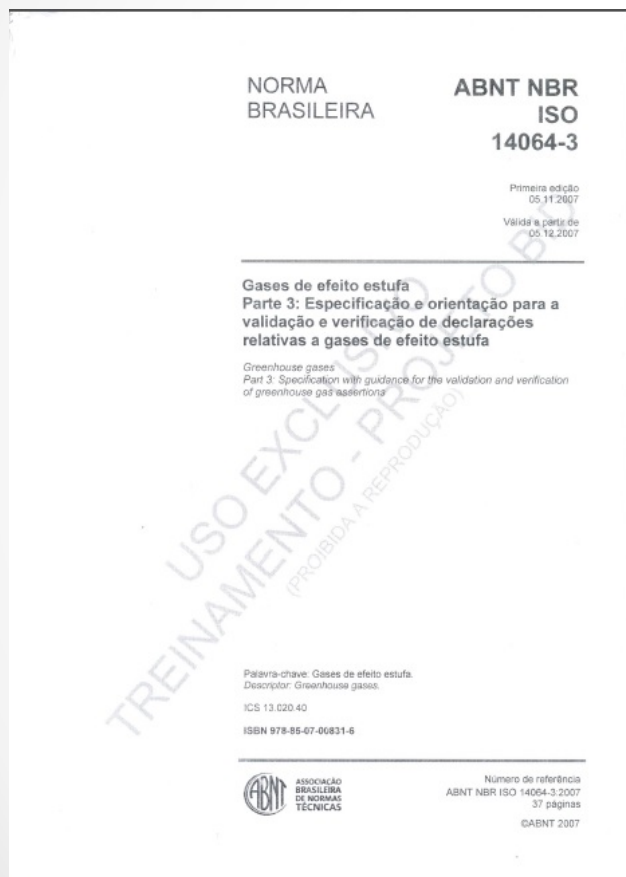 NORMA
BRASILEIRA
ABNT NBR
ISO
14064-3
Primeira edição
05.11.2007
Válida a partir de
05.12.2007
Gases de efeito estufa
Parte 3: Especificação e orientação para a
validação e verificação de declarações
relativas a gases de efeito estufa
Greenhouse gases
Part 3: Specification with guidance for the validation and verification
of greenhouse gas assertions
USO EXCLUSIVO
TREINAMENTO - PROJETO BID
(PROIBIDA A REPRODUÇÃO)
Palavra-chave: Gases de efeito estufa.
Descriptor: Greenhouse gases.
ICS 13.020.40
ISBN 978-85-07-00831-6
ABNT
ASSOCIAÇÃO
BRASILEIRA
DE NORMAS
TÉCNICAS
Número de referência
ABNT NBR ISO 14064-3:2007
37 páginas
©ABNT 2007